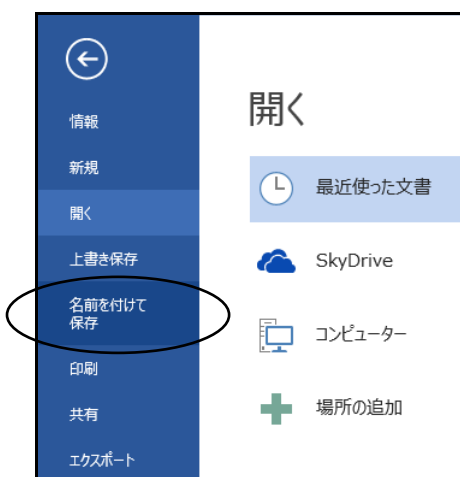 情報
新規
開く
上書き保存
名前を付けて
保存
印刷
共有
エクスポート
開く
最近使った文書
SkyDrive
コンピューター
場所の追加